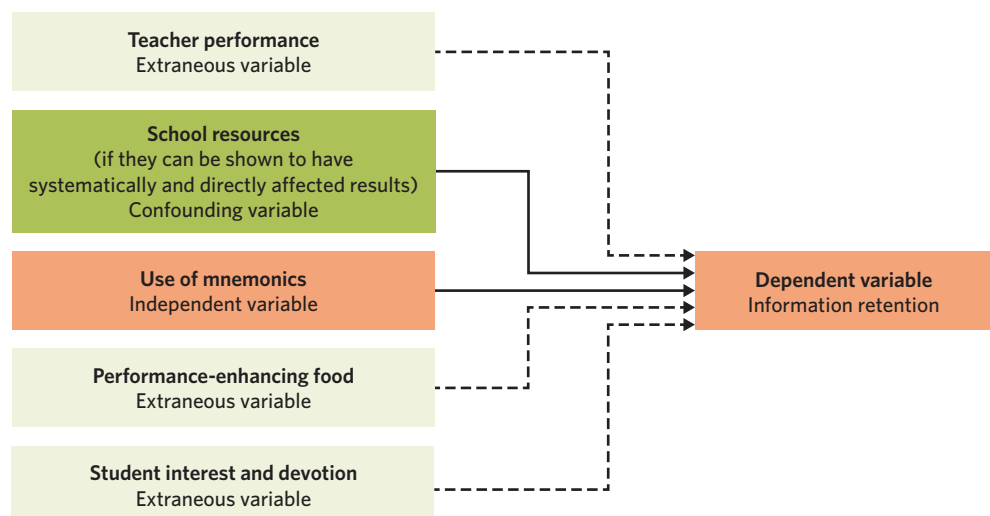 Teacher performance
Extraneous variable
School resources
(if they can be shown to have
systematically and directly affected results)
Confounding variable
Use of mnemonics
Independent variable
Dependent variable
Information retention
Performance-enhancing food
Extraneous variable
Student interest and devotion
Extraneous variable